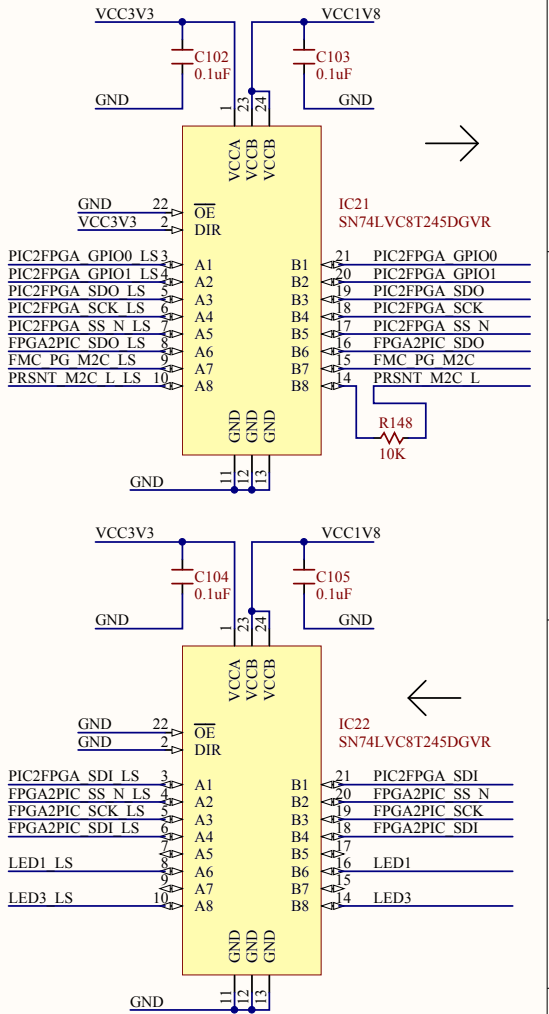 VCC3V3 VCC1V8
C102 C103
0.1uF 0.1uF
GND GND
1 23 24
VCCA VCCB VCCB
GND 22 OE IC21
VCC3V3 2 DIR SN74LVC8T245DGVR
PIC2FPGA_GPIO0_LS 3 A1 B1 21 PIC2FPGA_GPIO0
PIC2FPGA_GPIO1_LS 4 A2 B2 20 PIC2FPGA_GPIO1
PIC2FPGA_SDO_LS 5 A3 B3 19 PIC2FPGA_SDO
PIC2FPGA_SCK_LS 6 A4 B4 18 PIC2FPGA_SCK
PIC2FPGA_SS_N_LS 7 A5 B5 17 PIC2FPGA_SS_N
FPGA2PIC_SDO_LS 8 A6 B6 16 FPGA2PIC_SDO
FMC_PG_M2C_LS 9 A7 B7 15 FMC_PG_M2C
PRSNT_M2C_L_LS 10 A8 B8 14 PRSNT_M2C_L
GND GND GND R148
10K
11 12 13
GND
VCC3V3 VCC1V8
C104 C105
0.1uF 0.1uF
GND GND
1 23 24
VCCA VCCB VCCB
GND 22 OE IC22
GND 2 DIR SN74LVC8T245DGVR
PIC2FPGA_SDI_LS 3 A1 B1 21 PIC2FPGA_SDI
FPGA2PIC_SS_N_LS 4 A2 B2 20 FPGA2PIC_SS_N
FPGA2PIC_SCK_LS 5 A3 B3 19 FPGA2PIC_SCK
FPGA2PIC_SDI_LS 6 A4 B4 18 FPGA2PIC_SDI
7 A5 B5 17
LED1_LS 8 A6 B6 16 LED1
9 A7 B7 15
LED3_LS 10 A8 B8 14 LED3
GND GND GND
11 12 13
GND